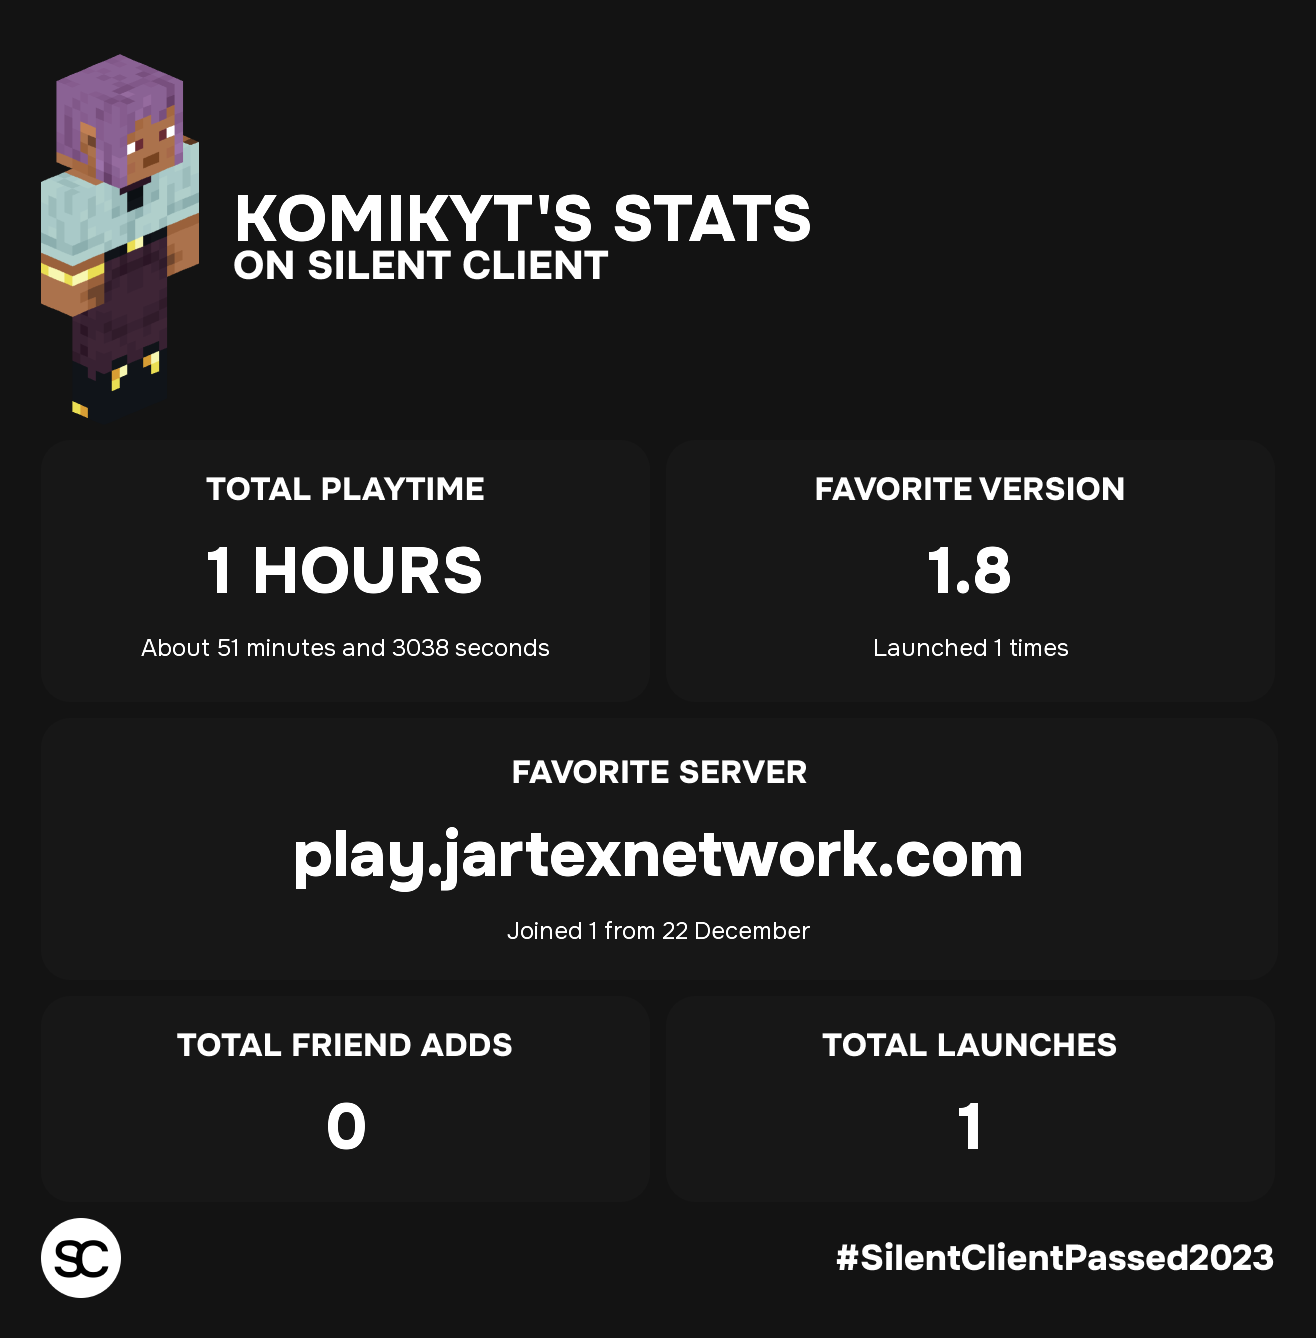 KOMIKYT'S STATS
ON SILENT CLIENT
TOTAL PLAYTIME
1 HOURS
About 51 minutes and 3038 seconds
FAVORITE VERSION
1.8
Launched 1 times
FAVORITE SERVER
play.jartexnetwork.com
Joined 1 from 22 December
TOTAL FRIEND ADDS
0
TOTAL LAUNCHES
1
SC
#SilentClientPassed2023